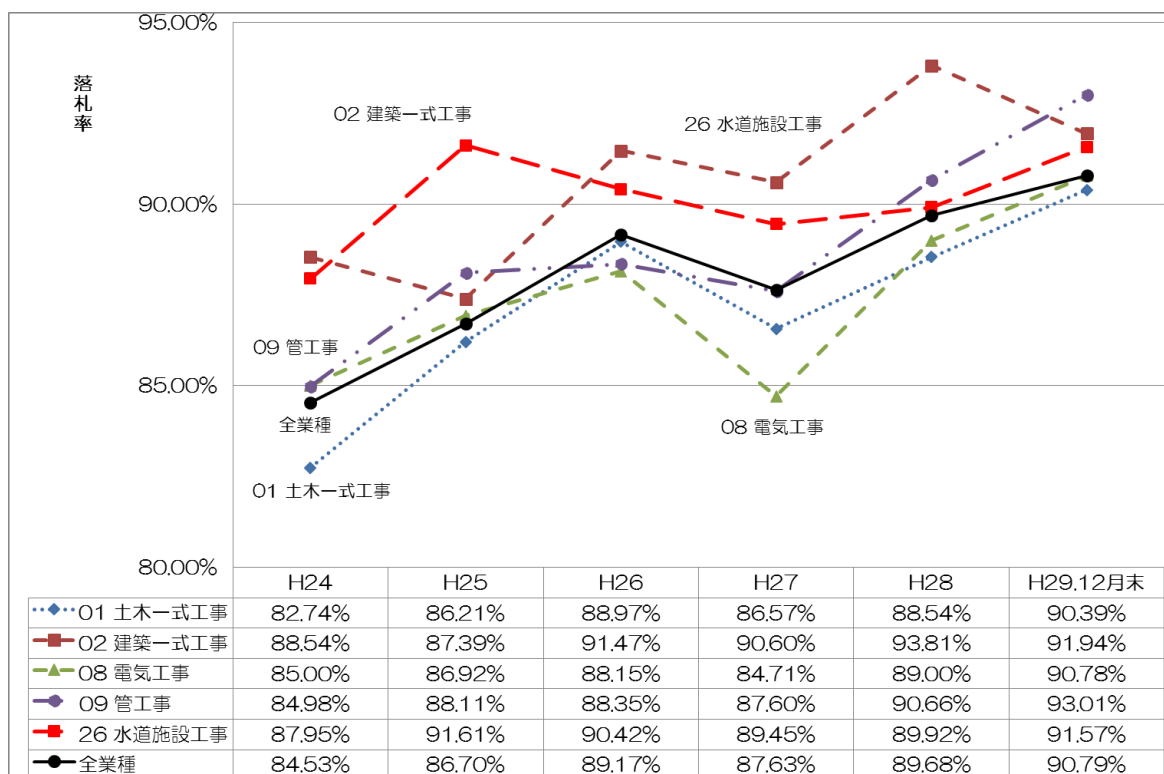 95.00%
落札率
02 建築一式工事
26 水道施設工事
90.00%
09 管工事
85.00%
全業種
08 電気工事
01 土木一式工事
80.00%
H24 H25 H26 H27 H28 H29.12月末
01 土木一式工事 82.74% 86.21% 88.97% 86.57% 88.54% 90.39%
02 建築一式工事 88.54% 87.39% 91.47% 90.60% 93.81% 91.94%
08 電気工事 85.00% 86.92% 88.15% 84.71% 89.00% 90.78%
09 管工事 84.98% 88.11% 88.35% 87.60% 90.66% 93.01%
26 水道施設工事 87.95% 91.61% 90.42% 89.45% 89.92% 91.57%
全業種 84.53% 86.70% 89.17% 87.63% 89.68% 90.79%